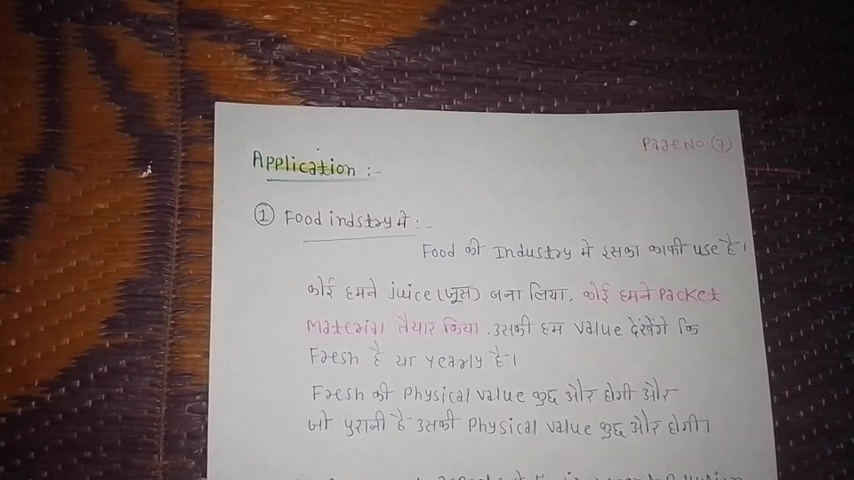 Page No. (7)
Application :-
① Food indstry में :-
Food की Industry में इसका काफी use है।
कोई हमने juice (जूस) बना लिया. कोई हमने Packet
Material तैयार किया. उसकी हम value देखेंगे कि
Fresh है या yearly है।
Fresh की Physical value कुछ और होगी और
जो पुरानी है उसकी Physical value कुछ और होगी।